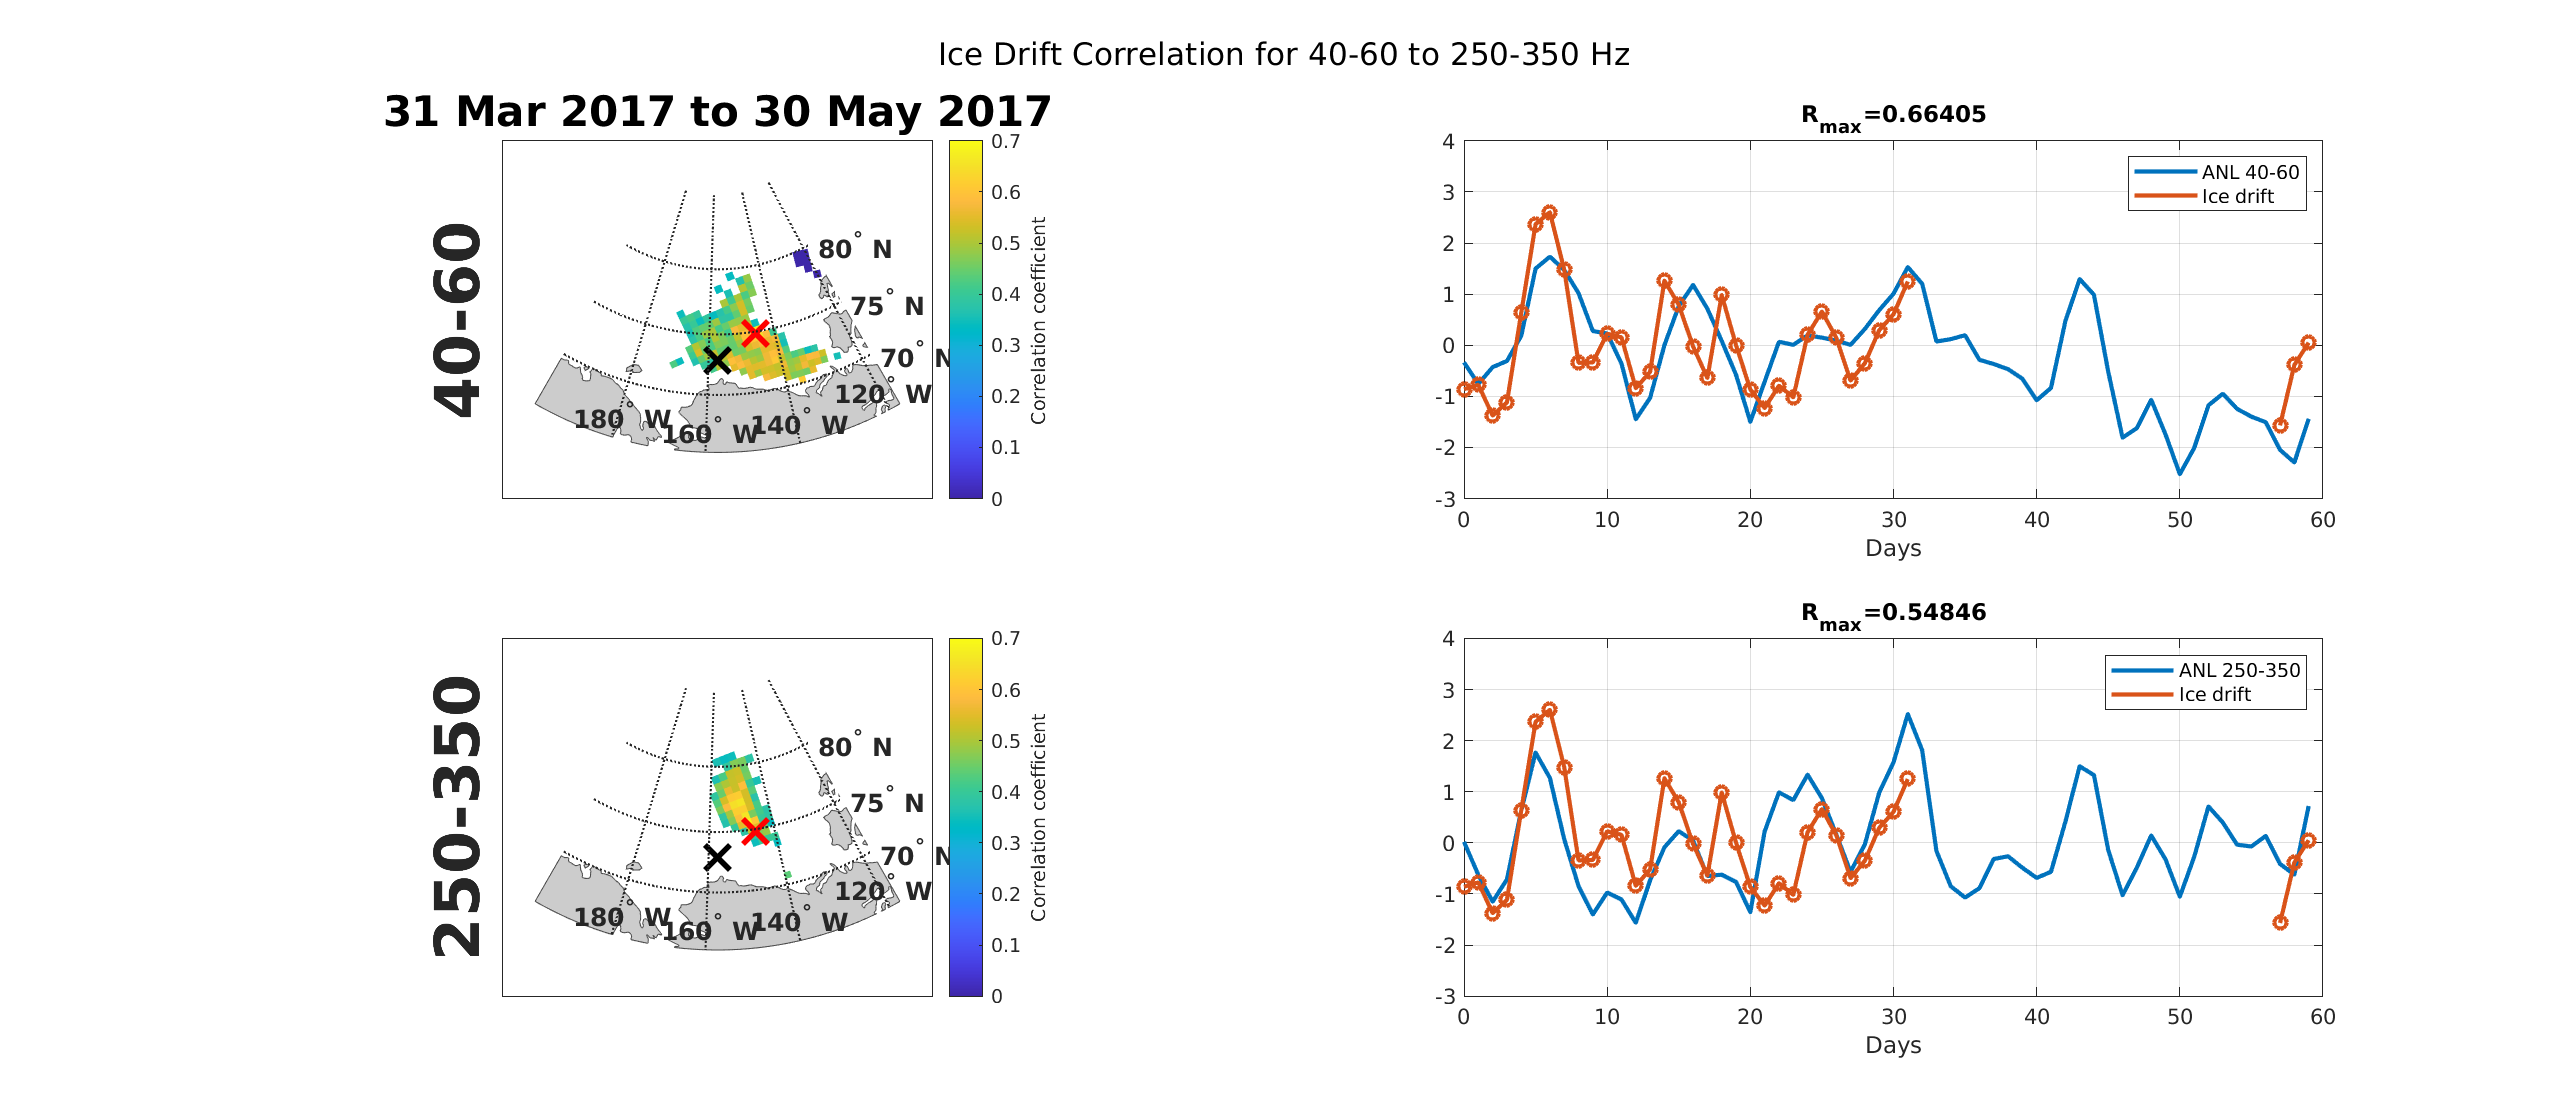 Ice Drift Correlation for 40-60 to 250-350 Hz
31 Mar 2017 to 30 May 2017
40-60
80° N
75° N
70° N
120° W
180° W
160° W
140° W
0.7
0.6
0.5
0.4
0.3
0.2
0.1
0
Correlation coefficient
Rmax=0.66405
ANL 40-60
Ice drift
4
3
2
1
0
-1
-2
-3
0 10 20 30 40 50 60
Days
250-350
80° N
75° N
70° N
120° W
180° W
160° W
140° W
0.7
0.6
0.5
0.4
0.3
0.2
0.1
0
Correlation coefficient
Rmax=0.54846
ANL 250-350
Ice drift
4
3
2
1
0
-1
-2
-3
0 10 20 30 40 50 60
Days